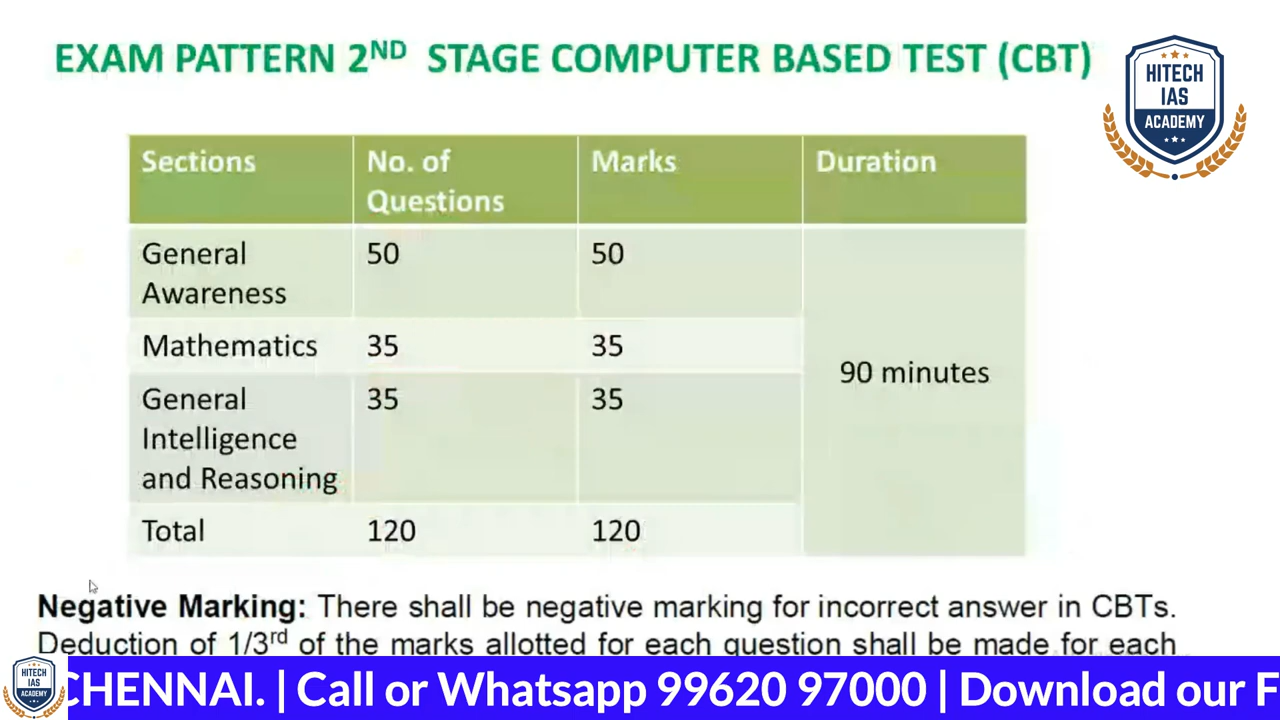 EXAM PATTERN 2ND STAGE COMPUTER BASED TEST (CBT)
HITECH
IAS
ACADEMY
Sections No. of Questions Marks Duration
General Awareness 50 50
Mathematics 35 35
90 minutes
General Intelligence and Reasoning 35 35
Total 120 120
Negative Marking: There shall be negative marking for incorrect answer in CBTs.
Deduction of 1/3rd of the marks allotted for each question shall be made for each
HITECH
IAS
ACADEMY
CHENNAI. | Call or Whatsapp 99620 97000 | Download our F